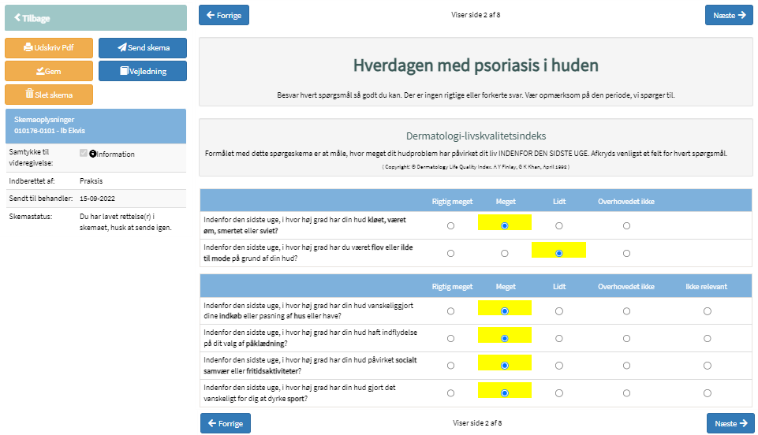 Tilbage
Udskriv Pdf
Send skema
Gem
Vejledning
Slet skema
Skemaoplysninger
010176-0101 - Ib Ekvis
Samtykke til
videregivelse:
Information
Indberettet af:
Praksis
Sendt til behandler:
15-09-2022
Skemastatus:
Du har lavet rettelse(r) i
skemaet, husk at sende igen.
Forrige
Viser side 2 af 8
Næste
Hverdagen med psoriasis i huden
Besvar hvert spørgsmål så godt du kan. Der er ingen rigtige eller forkerte svar. Vær opmærksom på den periode, vi spørger til.
Dermatologi-livskvalitetsindeks
Formålet med dette spørgeskema er at måle, hvor meget dit hudproblem har påvirket dit liv INDENFOR DEN SIDSTE UGE. Afkryds venligst et felt for hvert spørgsmål.
( Copyright: © Dermatology Life Quality Index. A Y Finlay, G K Khan, April 1992 )
Rigtig meget Meget Lidt Overhovedet ikke
Indenfor den sidste uge, i hvor høj grad har din hud kløet, været
øm, smertet eller sviet?
Indenfor den sidste uge, i hvor høj grad har du været flov eller ilde
til mode på grund af din hud?
Rigtig meget Meget Lidt Overhovedet ikke Ikke relevant
Indenfor den sidste uge, i hvor høj grad har din hud vanskeliggjort
dine indkøb eller pasning af hus eller have?
Indenfor den sidste uge, i hvor høj grad har din hud haft indflydelse
på dit valg af påklædning?
Indenfor den sidste uge, i hvor høj grad har din hud påvirket socialt
samvær eller fritidsaktiviteter?
Indenfor den sidste uge, i hvor høj grad har din hud gjort det
vanskeligt for dig at dyrke sport?
Forrige
Viser side 2 af 8
Næste